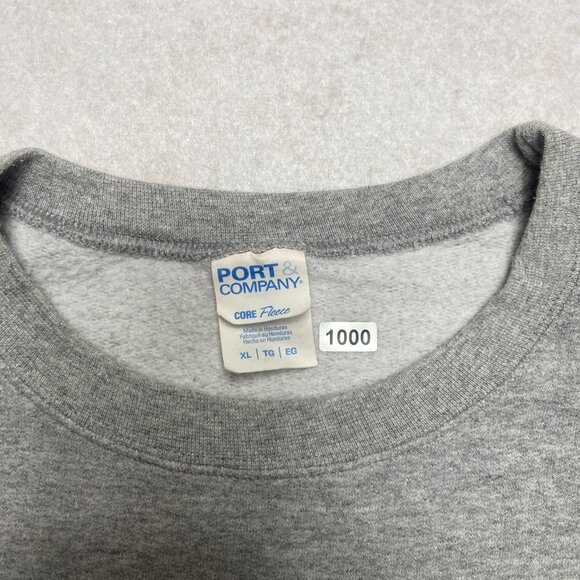 PORT &
COMPANY®
CORE Fleece
Made in Honduras
Fabriqué au Honduras
Hecho en Honduras
XL | TG | EG
1000